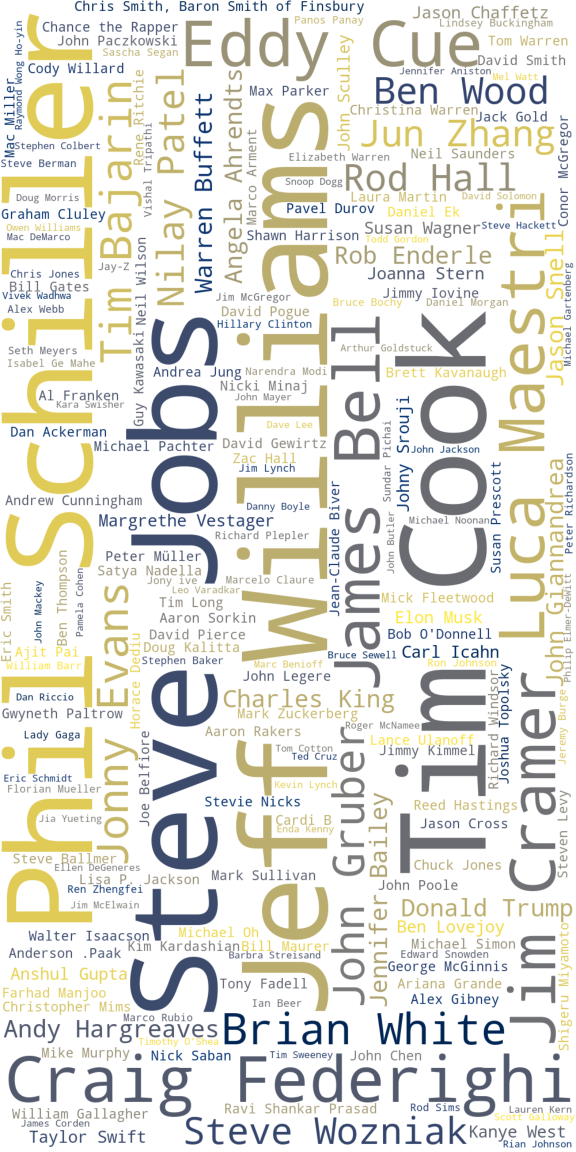 Chris Smith, Baron Smith of Finsbury
Jason Chaffetz
Panos Panay
Lindsey Buckingham
Chance the Rapper
Eddy Cue
John Paczkowski
Tom Warren
Sascha Segan
David Smith
Cody Willard
Jennifer Aniston
Mel Watt
Phil Schiller
Mac Miller
Raymond Wong Ho-yin
Tim Bajarin
Rene Ritchie
Vishal Tripathi
Nilay Patel
Warren Buffett
Angela Ahrendts
Marco Arment
Max Parker
John Sculley
Ben Wood
Christina Warren
Jack Gold
Jun Zhang
Conor McGregor
Stephen Colbert
Steve Berman
Elizabeth Warren
Neil Saunders
Snoop Dogg
Rod Hall
Doug Morris
Laura Martin
David Solomon
Graham Cluley
Pavel Durov
Daniel Ek
Owen Williams
Mac DeMarco
Shawn Harrison
Susan Wagner
Steve Hackett
Todd Gordon
Rob Enderle
Jay-Z
Neil Wilson
Guy Kawasaki
Chris Jones
Joanna Stern
Bill Gates
Vivek Wadhwa
Alex Webb
Jim McGregor
Jimmy Iovine
Bruce Bochy
Daniel Morgan
Jason Snell
Michael Gartenberg
Luca Maestri
David Pogue
Hillary Clinton
Seth Meyers
Isabel Ge Mahe
Arthur Goldstuck
Andrea Jung
Narendra Modi
Brett Kavanaugh
Nicki Minaj
Al Franken
Kara Swisher
John Mayer
Johny Srouji
Sundar Pichai
Dave Lee
Dan Ackerman
Michael Pachter
David Gewirtz
John Jackson
Zac Hall
Jim Lynch
Steve Jobs
Jeff Williams
James Bell
Tim Cook
Susan Prescott
John Giannandrea
Peter Richardson
Philip Elmer-DeWitt
Andrew Cunningham
Danny Boyle
Margrethe Vestager
Michael Noonan
Richard Plepler
Jean-Claude Biver
John Butler
Peter Müller
Satya Nadella
Jony ive
Marcelo Claure
Leo Varadkar
Eric Smith
John Mackey
Ben Thompson
Pamela Cohen
Jonny Evans
Tim Long
Mick Fleetwood
Aaron Sorkin
Elon Musk
David Pierce
Bob O'Donnell
Doug Kalitta
Ajit Pai
Carl Icahn
Stephen Baker
Bruce Sewell
William Barr
Marc Benioff
Ron Johnson
John Legere
Horace Dediu
Dan Riccio
Charles King
Gwyneth Paltrow
Mark Zuckerberg
Roger McNamee
Richard Windsor
Joshua Topolsky
Jeremy Burge
Jim Cramer
Lady Gaga
Aaron Rakers
Joe Belfiore
Lance Ulanoff
Tom Cotton
Jimmy Kimmel
Ted Cruz
Eric Schmidt
Kevin Lynch
Florian Mueller
Stevie Nicks
Reed Hastings
Jia Yueting
Cardi B
Jason Cross
Enda Kenny
John Gruber
Jennifer Bailey
Steven Levy
Steve Ballmer
Chuck Jones
Ellen DeGeneres
Lisa P. Jackson
Mark Sullivan
Ren Zhengfei
John Poole
Jim McElwain
Donald Trump
Ben Lovejoy
Walter Isaacson
Michael Oh
Kim Kardashian
Bill Maurer
Michael Simon
Anderson .Paak
Barbra Streisand
Edward Snowden
Anshul Gupta
George McGinnis
Tony Fadell
Ariana Grande
Farhad Manjoo
Ian Beer
Alex Gibney
Christopher Mims
Shigeru Miyamoto
Marco Rubio
Andy Hargreaves
Brian White
Timothy O'Shea
Mike Murphy
Nick Saban
Tim Sweeney
John Chen
Craig Federighi
William Gallagher
Ravi Shankar Prasad
Rod Sims
Lauren Kern
James Corden
Scott Galloway
Taylor Swift
Steve Wozniak
Kanye West
Rian Johnson